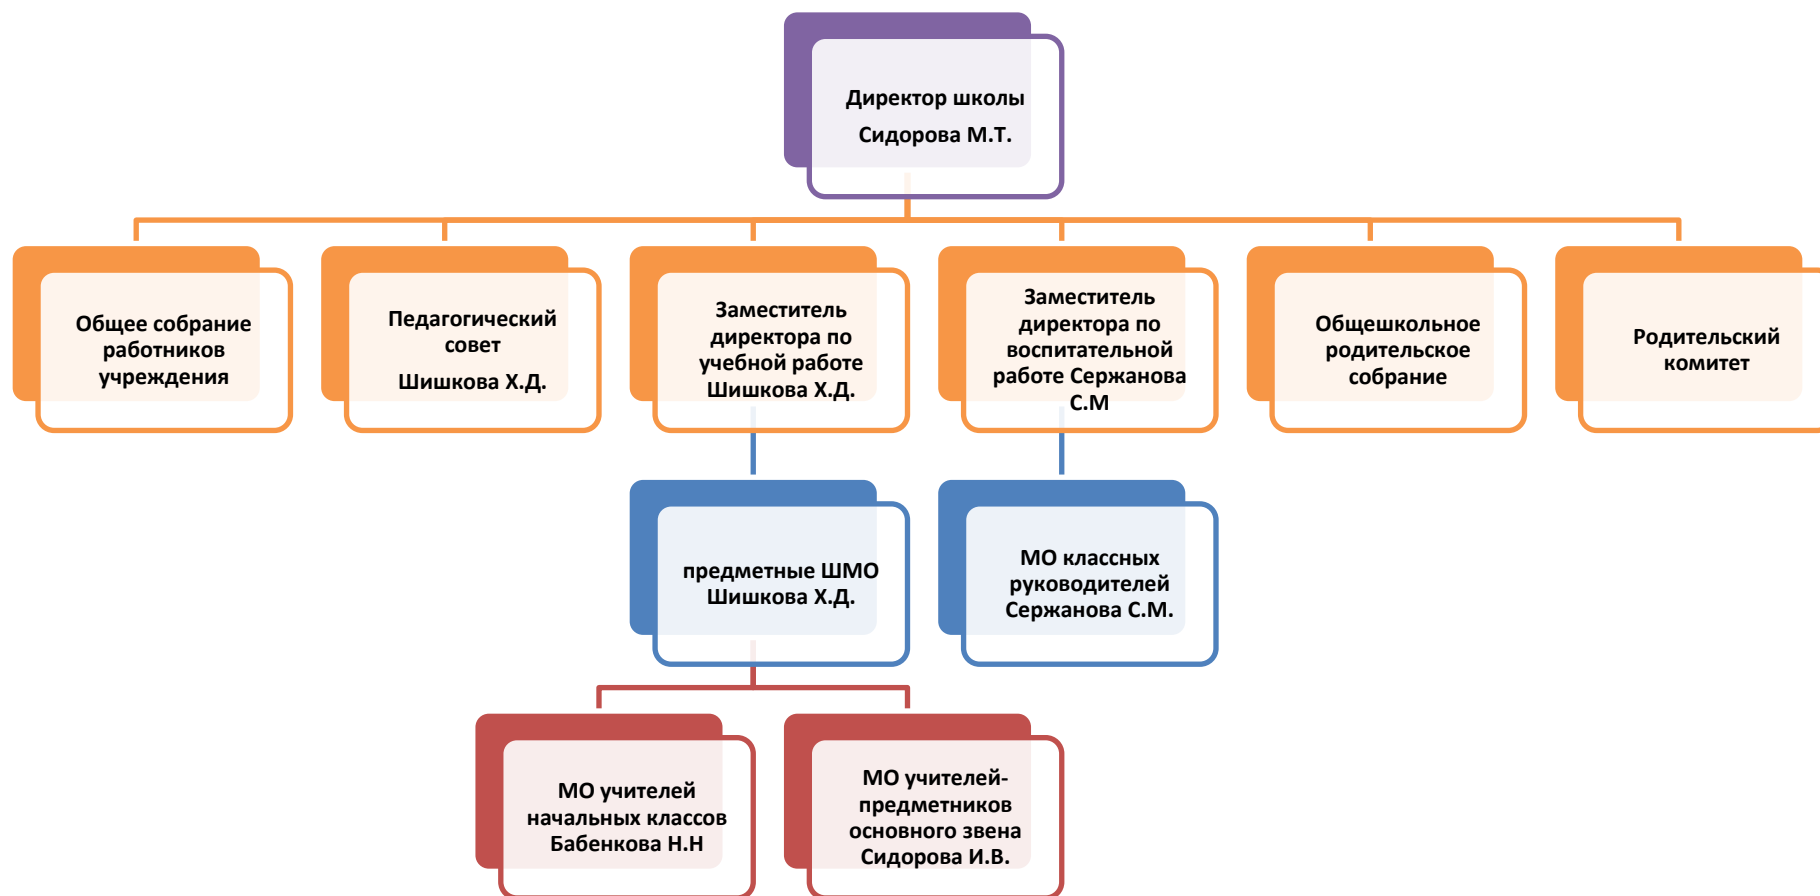 Директор школы
Сидорова М.Т.
Общее собрание
работников
учреждения
Педагогический
совет
Шишкова Х.Д.
Заместитель
директора по
учебной работе
Шишкова Х.Д.
Заместитель
директора по
воспитательной
работе Сержанова
С.М
Общешкольное
родительское
собрание
Родительский
комитет
предметные ШМО
Шишкова Х.Д.
МО классных
руководителей
Сержанова С.М.
МО учителей
начальных классов
Бабенкова Н.Н
МО учителей-
предметников
основного звена
Сидорова И.В.